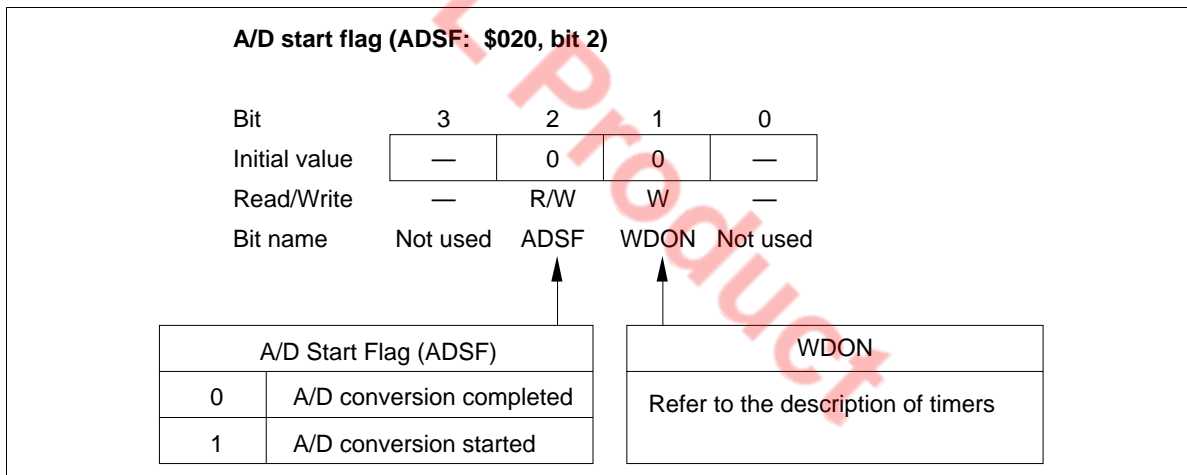 A/D start flag (ADSF: $020, bit 2)
Bit 3 2 1 0
Initial value — 0 0 —
Read/Write — R/W W —
Bit name Not used ADSF WDON Not used
A/D Start Flag (ADSF)
0 A/D conversion completed
1 A/D conversion started
WDON
Refer to the description of timers
L Product